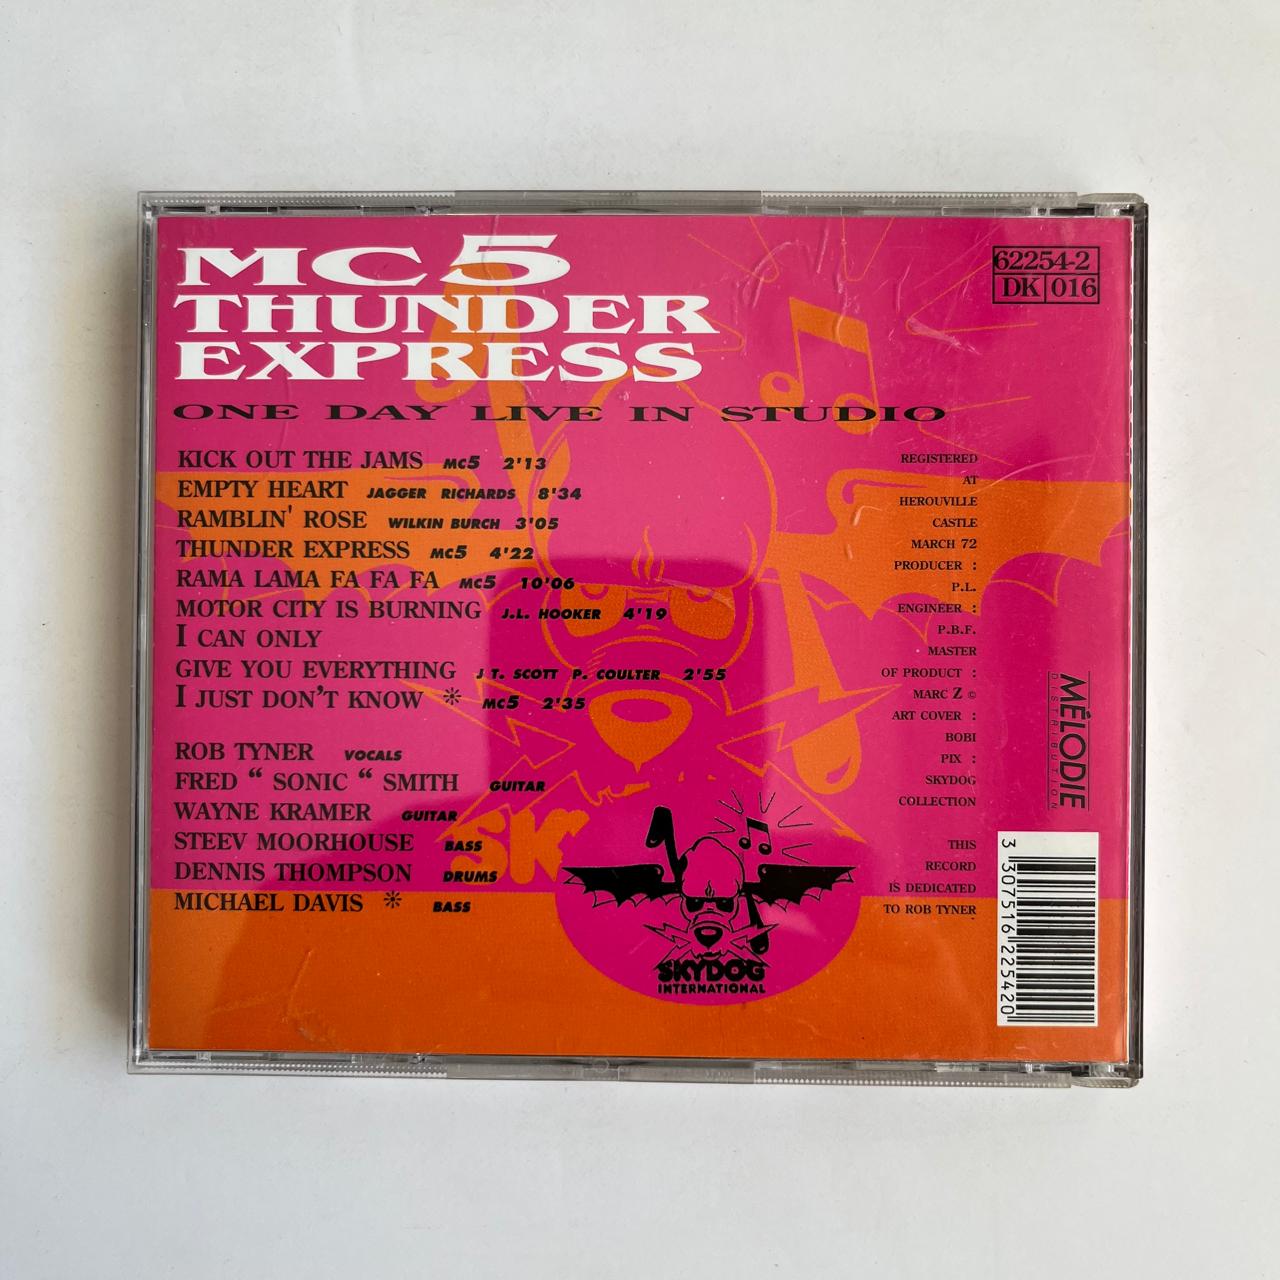 MC5
THUNDER
EXPRESS
ONE DAY LIVE IN STUDIO
62254-2
DK 016
KICK OUT THE JAMS MC5 2'13
EMPTY HEART JAGGER RICHARDS 8'34
RAMBLIN' ROSE WILKIN BURCH 3'05
THUNDER EXPRESS MC5 4'22
RAMA LAMA FA FA FA MC5 10'06
MOTOR CITY IS BURNING J.L. HOOKER 4'19
I CAN ONLY
GIVE YOU EVERYTHING J T. SCOTT P. COULTER 2'55
I JUST DON'T KNOW * MC5 2'35
ROB TYNER VOCALS
FRED “ SONIC “ SMITH GUITAR
WAYNE KRAMER GUITAR
STEEV MOORHOUSE BASS
DENNIS THOMPSON DRUMS
MICHAEL DAVIS * BASS
REGISTERED
AT
HEROUVILLE
CASTLE
MARCH 72
PRODUCER :
P.L.
ENGINEER :
P.B.F.
MASTER
OF PRODUCT :
MARC Z ©
ART COVER :
BOBI
PIX :
SKYDOG
COLLECTION
THIS
RECORD
IS DEDICATED
TO ROB TYNER
.
MÉLODIE
DISTRIBUTION
3 307516 225420
SK
SKYDOG
INTERNATIONAL